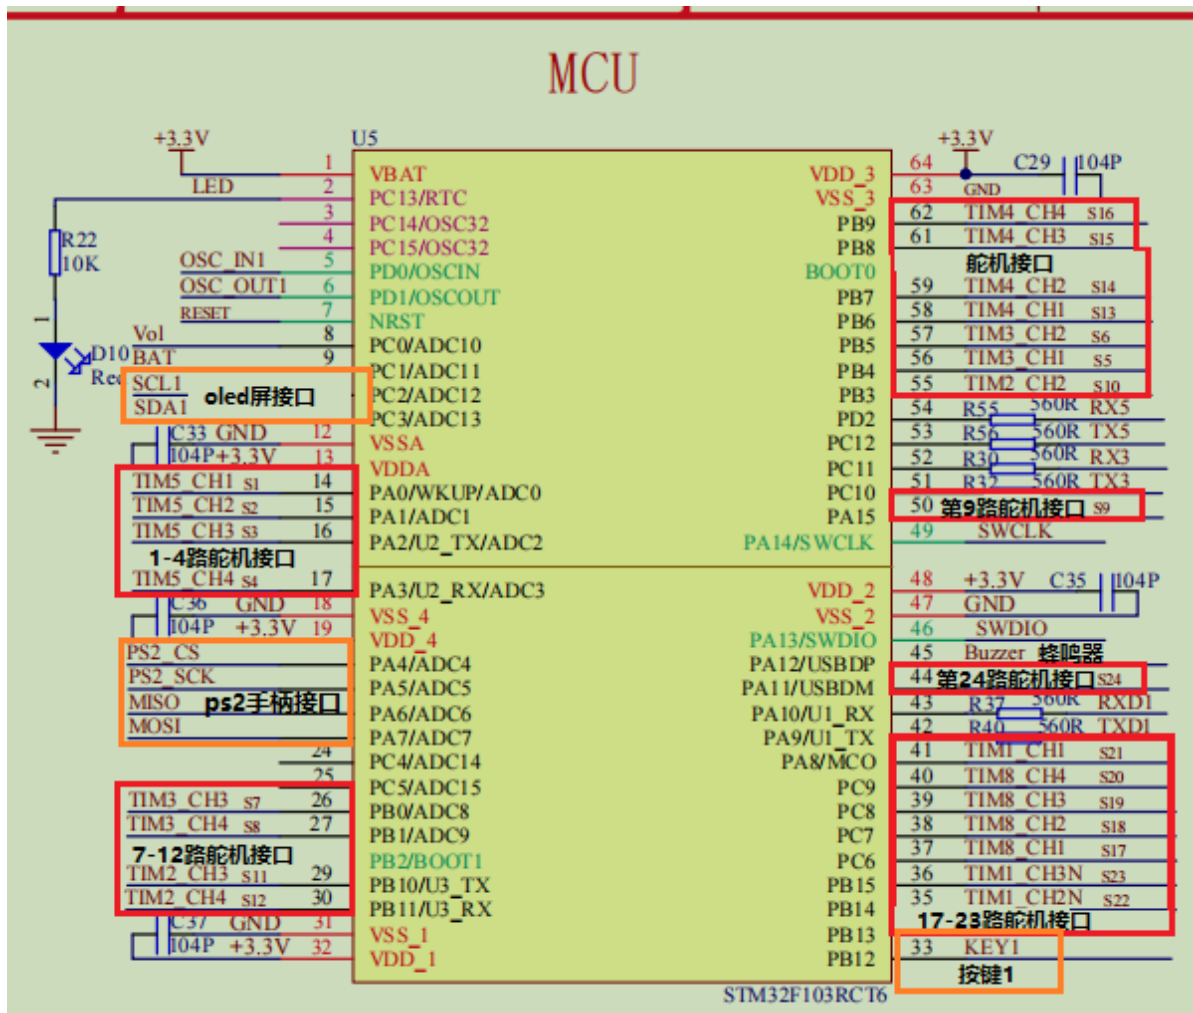 MCU
+3.3V
U5
+3.3V
LED
1
VBAT
VDD_3
64
C29
104P
2
PC13/RTC
VSS_3
63
GND
3
PC14/OSC32
PB9
62
TIM4_CH4 S16
R22
10K
4
PC15/OSC32
PB8
61
TIM4_CH3 S15
OSC_IN1
5
PD0/OSCIN
BOOT0
舵机接口
OSC_OUT1
6
PD1/OSCOUT
PB7
59
TIM4_CH2 S14
RESET
7
NRST
PB6
58
TIM4_CH1 S13
1
Vol
8
PC0/ADC10
PB5
57
TIM3_CH2 S6
D10
BAT
9
PC1/ADC11
PB4
56
TIM3_CH1 S5
2
SCL1
oled屏接口
PC2/ADC12
PB3
55
TIM2_CH2 S10
SDA1
PC3/ADC13
PD2
54
R55
560R
RX5
C33
GND
12
VSSA
PC12
53
R56
560R
TX5
104P
+3.3V
13
VDDA
PC11
52
R30
560R
RX3
TIM5_CH1 S1
14
PA0/WKUP/ADC0
PC10
51
R32
560R
TX3
TIM5_CH2 S2
15
PA1/ADC1
PA15
50
第9路舵机接口 S9
TIM5_CH3 S3
16
PA2/U2_TX/ADC2
PA14/SWCLK
49
SWCLK
1-4路舵机接口
TIM5_CH4 S4
17
PA3/U2_RX/ADC3
VDD_2
48
+3.3V
C35
104P
C36
GND
18
VSS_4
VSS_2
47
GND
104P
+3.3V
19
VDD_4
PA13/SWDIO
46
SWDIO
PS2_CS
PA4/ADC4
PA12/USBDP
45
Buzzer 蜂鸣器
PS2_SCK
PA5/ADC5
PA11/USBDM
44
第24路舵机接口 S24
MISO
ps2手柄接口
PA6/ADC6
PA10/U1_RX
43
R37
560R
RXD1
MOSI
PA7/ADC7
PA9/U1_TX
42
R40
560R
TXD1
24
PC4/ADC14
PA8/MCO
41
TIM1_CH1 S21
25
PC5/ADC15
PC9
40
TIM8_CH4 S20
TIM3_CH3 S7
26
PB0/ADC8
PC8
39
TIM8_CH3 S19
TIM3_CH4 S8
27
PB1/ADC9
PC7
38
TIM8_CH2 S18
7-12路舵机接口
PB2/BOOT1
PC6
37
TIM8_CH1 S17
TIM2_CH3 S11
29
PB10/U3_TX
PB15
36
TIM1_CH3N S23
TIM2_CH4 S12
30
PB11/U3_RX
PB14
35
TIM1_CH2N S22
C37
GND
31
VSS_1
PB13
17-23路舵机接口
104P
+3.3V
32
VDD_1
PB12
33
KEY1
按键1
STM32F103RCT6